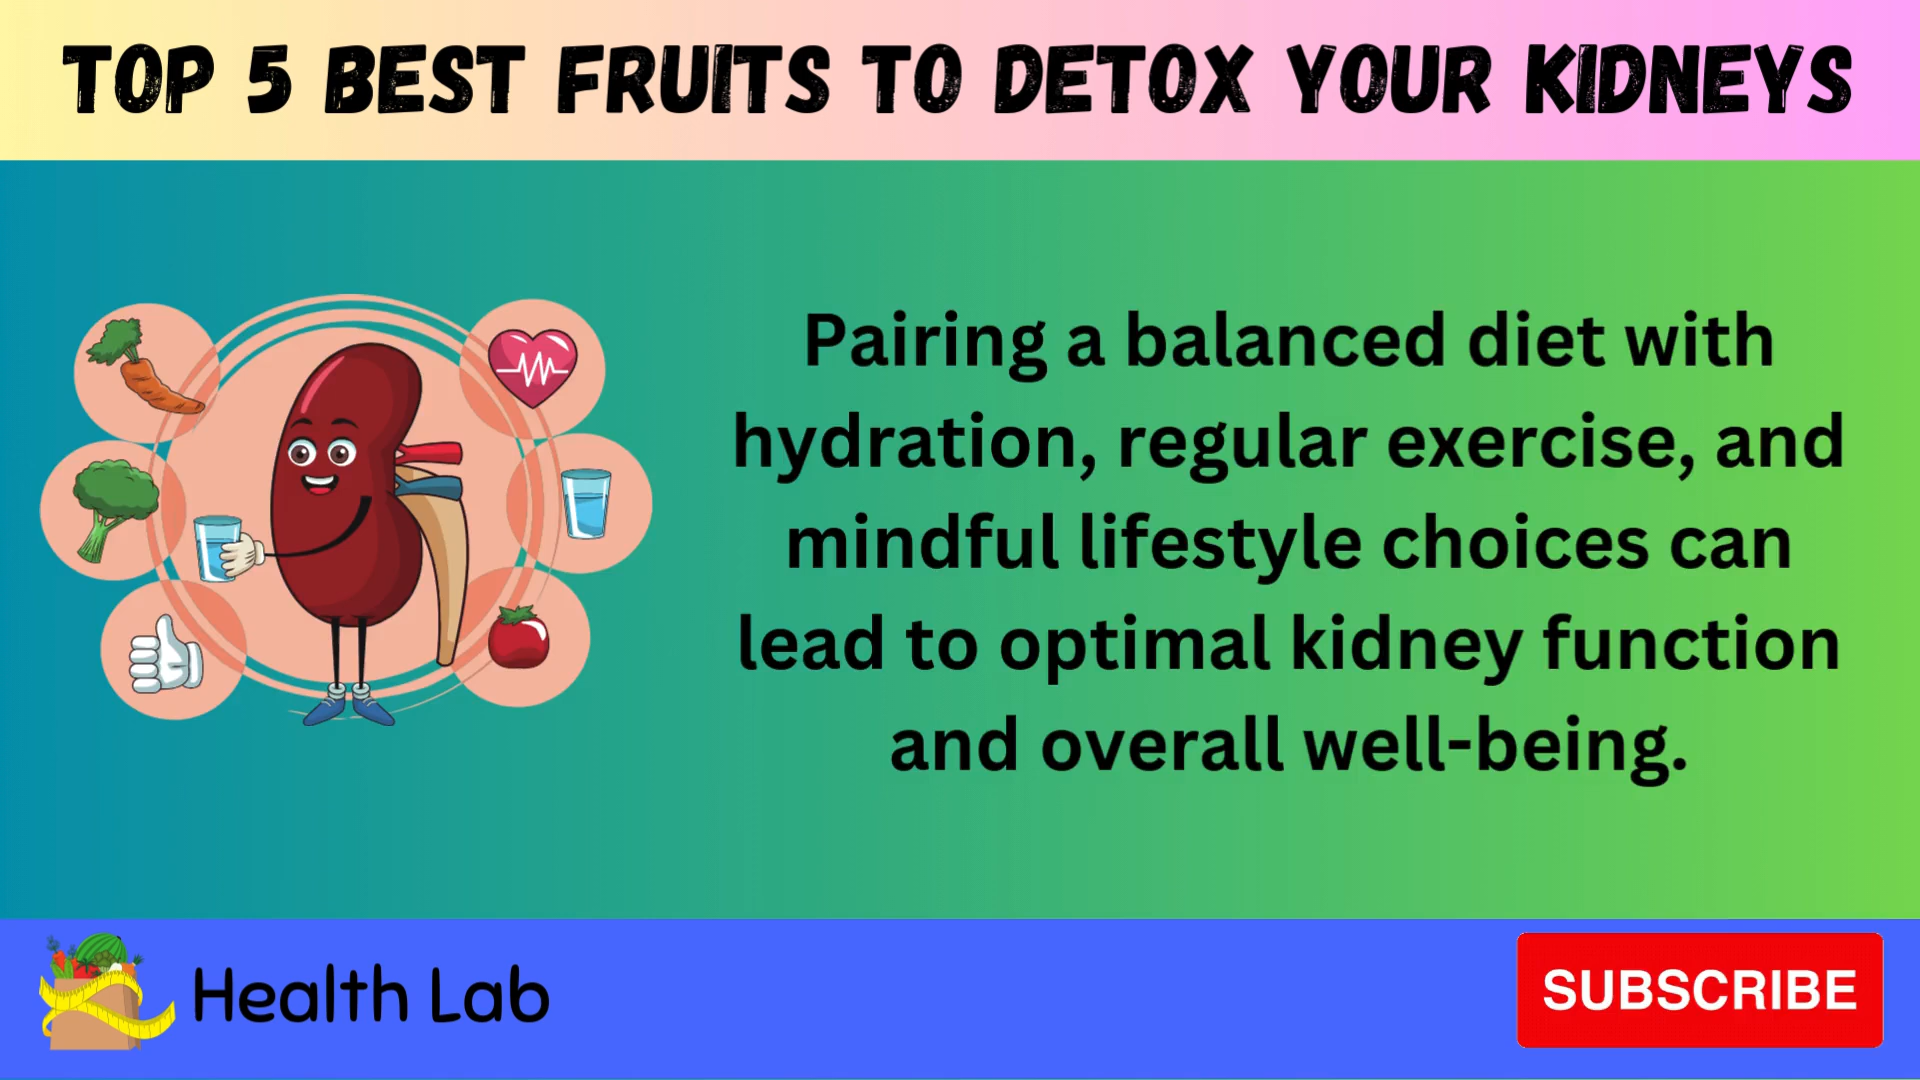 TOP 5 BEST FRUITS TO DETOX YOUR KIDNEYS
Pairing a balanced diet with
hydration, regular exercise, and
mindful lifestyle choices can
lead to optimal kidney function
and overall well-being.
Health Lab
SUBSCRIBE